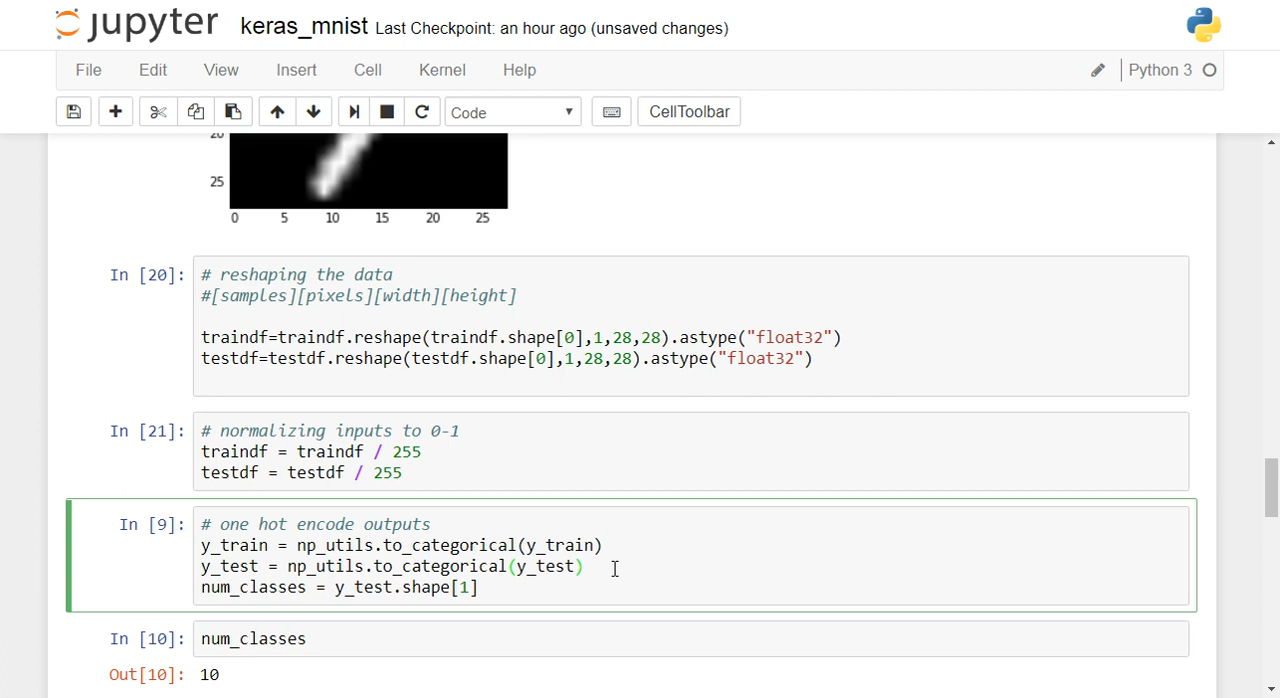 jupyter keras_mnist Last Checkpoint: an hour ago (unsaved changes)
File Edit View Insert Cell Kernel Help Python 3
Code CellToolbar
20
25
0 5 10 15 20 25
In [20]: # reshaping the data
#[samples][pixels][width][height]
traindf=traindf.reshape(traindf.shape[0],1,28,28).astype("float32")
testdf=testdf.reshape(testdf.shape[0],1,28,28).astype("float32")
In [21]: # normalizing inputs to 0-1
traindf = traindf / 255
testdf = testdf / 255
In [9]: # one hot encode outputs
y_train = np_utils.to_categorical(y_train)
y_test = np_utils.to_categorical(y_test)
num_classes = y_test.shape[1]
In [10]: num_classes
Out[10]: 10